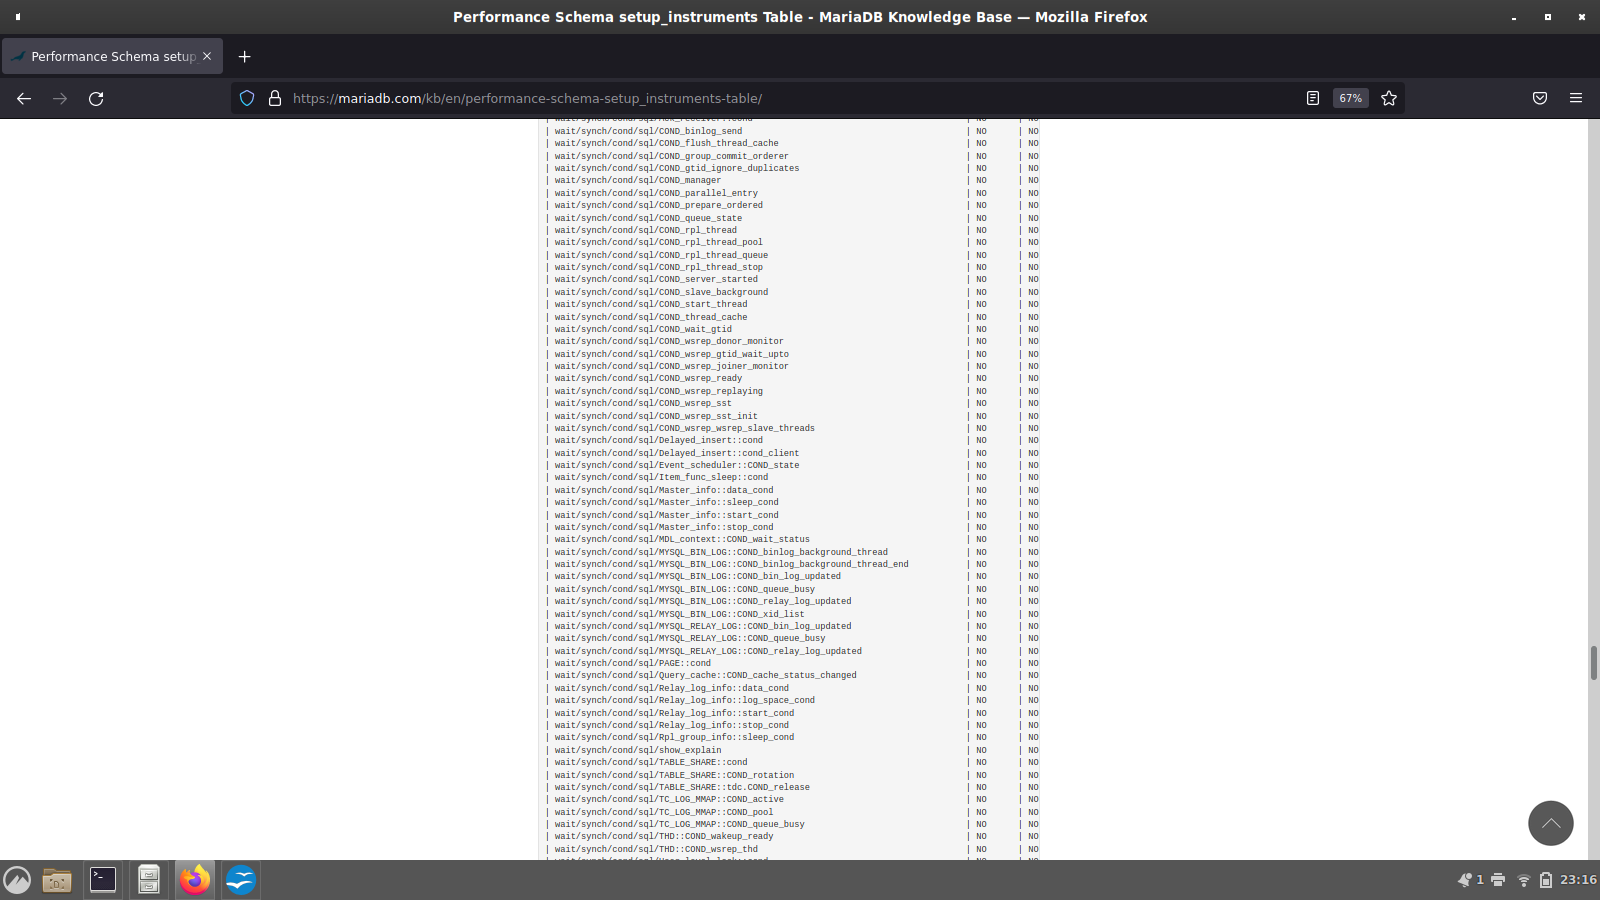 Performance Schema setup_instruments Table - MariaDB Knowledge Base — Mozilla Firefox
Performance Schema setup_
https://mariadb.com/kb/en/performance-schema-setup_instruments-table/
67%
| wait/synch/cond/sql/COND_binlog_send | NO | NO
| wait/synch/cond/sql/COND_flush_thread_cache | NO | NO
| wait/synch/cond/sql/COND_group_commit_orderer | NO | NO
| wait/synch/cond/sql/COND_gtid_ignore_duplicates | NO | NO
| wait/synch/cond/sql/COND_manager | NO | NO
| wait/synch/cond/sql/COND_parallel_entry | NO | NO
| wait/synch/cond/sql/COND_prepare_ordered | NO | NO
| wait/synch/cond/sql/COND_queue_state | NO | NO
| wait/synch/cond/sql/COND_rpl_thread | NO | NO
| wait/synch/cond/sql/COND_rpl_thread_pool | NO | NO
| wait/synch/cond/sql/COND_rpl_thread_queue | NO | NO
| wait/synch/cond/sql/COND_rpl_thread_stop | NO | NO
| wait/synch/cond/sql/COND_server_started | NO | NO
| wait/synch/cond/sql/COND_slave_background | NO | NO
| wait/synch/cond/sql/COND_start_thread | NO | NO
| wait/synch/cond/sql/COND_thread_cache | NO | NO
| wait/synch/cond/sql/COND_wait_gtid | NO | NO
| wait/synch/cond/sql/COND_wsrep_donor_monitor | NO | NO
| wait/synch/cond/sql/COND_wsrep_gtid_wait_upto | NO | NO
| wait/synch/cond/sql/COND_wsrep_joiner_monitor | NO | NO
| wait/synch/cond/sql/COND_wsrep_ready | NO | NO
| wait/synch/cond/sql/COND_wsrep_replaying | NO | NO
| wait/synch/cond/sql/COND_wsrep_sst | NO | NO
| wait/synch/cond/sql/COND_wsrep_sst_init | NO | NO
| wait/synch/cond/sql/COND_wsrep_wsrep_slave_threads | NO | NO
| wait/synch/cond/sql/Delayed_insert::cond | NO | NO
| wait/synch/cond/sql/Delayed_insert::cond_client | NO | NO
| wait/synch/cond/sql/Event_scheduler::COND_state | NO | NO
| wait/synch/cond/sql/Item_func_sleep::cond | NO | NO
| wait/synch/cond/sql/Master_info::data_cond | NO | NO
| wait/synch/cond/sql/Master_info::sleep_cond | NO | NO
| wait/synch/cond/sql/Master_info::start_cond | NO | NO
| wait/synch/cond/sql/Master_info::stop_cond | NO | NO
| wait/synch/cond/sql/MDL_context::COND_wait_status | NO | NO
| wait/synch/cond/sql/MYSQL_BIN_LOG::COND_binlog_background_thread | NO | NO
| wait/synch/cond/sql/MYSQL_BIN_LOG::COND_binlog_background_thread_end | NO | NO
| wait/synch/cond/sql/MYSQL_BIN_LOG::COND_bin_log_updated | NO | NO
| wait/synch/cond/sql/MYSQL_BIN_LOG::COND_queue_busy | NO | NO
| wait/synch/cond/sql/MYSQL_BIN_LOG::COND_relay_log_updated | NO | NO
| wait/synch/cond/sql/MYSQL_BIN_LOG::COND_xid_list | NO | NO
| wait/synch/cond/sql/MYSQL_RELAY_LOG::COND_bin_log_updated | NO | NO
| wait/synch/cond/sql/MYSQL_RELAY_LOG::COND_queue_busy | NO | NO
| wait/synch/cond/sql/MYSQL_RELAY_LOG::COND_relay_log_updated | NO | NO
| wait/synch/cond/sql/PAGE::cond | NO | NO
| wait/synch/cond/sql/Query_cache::COND_cache_status_changed | NO | NO
| wait/synch/cond/sql/Relay_log_info::data_cond | NO | NO
| wait/synch/cond/sql/Relay_log_info::log_space_cond | NO | NO
| wait/synch/cond/sql/Relay_log_info::start_cond | NO | NO
| wait/synch/cond/sql/Relay_log_info::stop_cond | NO | NO
| wait/synch/cond/sql/Rpl_group_info::sleep_cond | NO | NO
| wait/synch/cond/sql/show_explain | NO | NO
| wait/synch/cond/sql/TABLE_SHARE::cond | NO | NO
| wait/synch/cond/sql/TABLE_SHARE::COND_rotation | NO | NO
| wait/synch/cond/sql/TABLE_SHARE::tdc.COND_release | NO | NO
| wait/synch/cond/sql/TC_LOG_MMAP::COND_active | NO | NO
| wait/synch/cond/sql/TC_LOG_MMAP::COND_pool | NO | NO
| wait/synch/cond/sql/TC_LOG_MMAP::COND_queue_busy | NO | NO
| wait/synch/cond/sql/THD::COND_wakeup_ready | NO | NO
| wait/synch/cond/sql/THD::COND_wsrep_thd | NO | NO
1
23:16